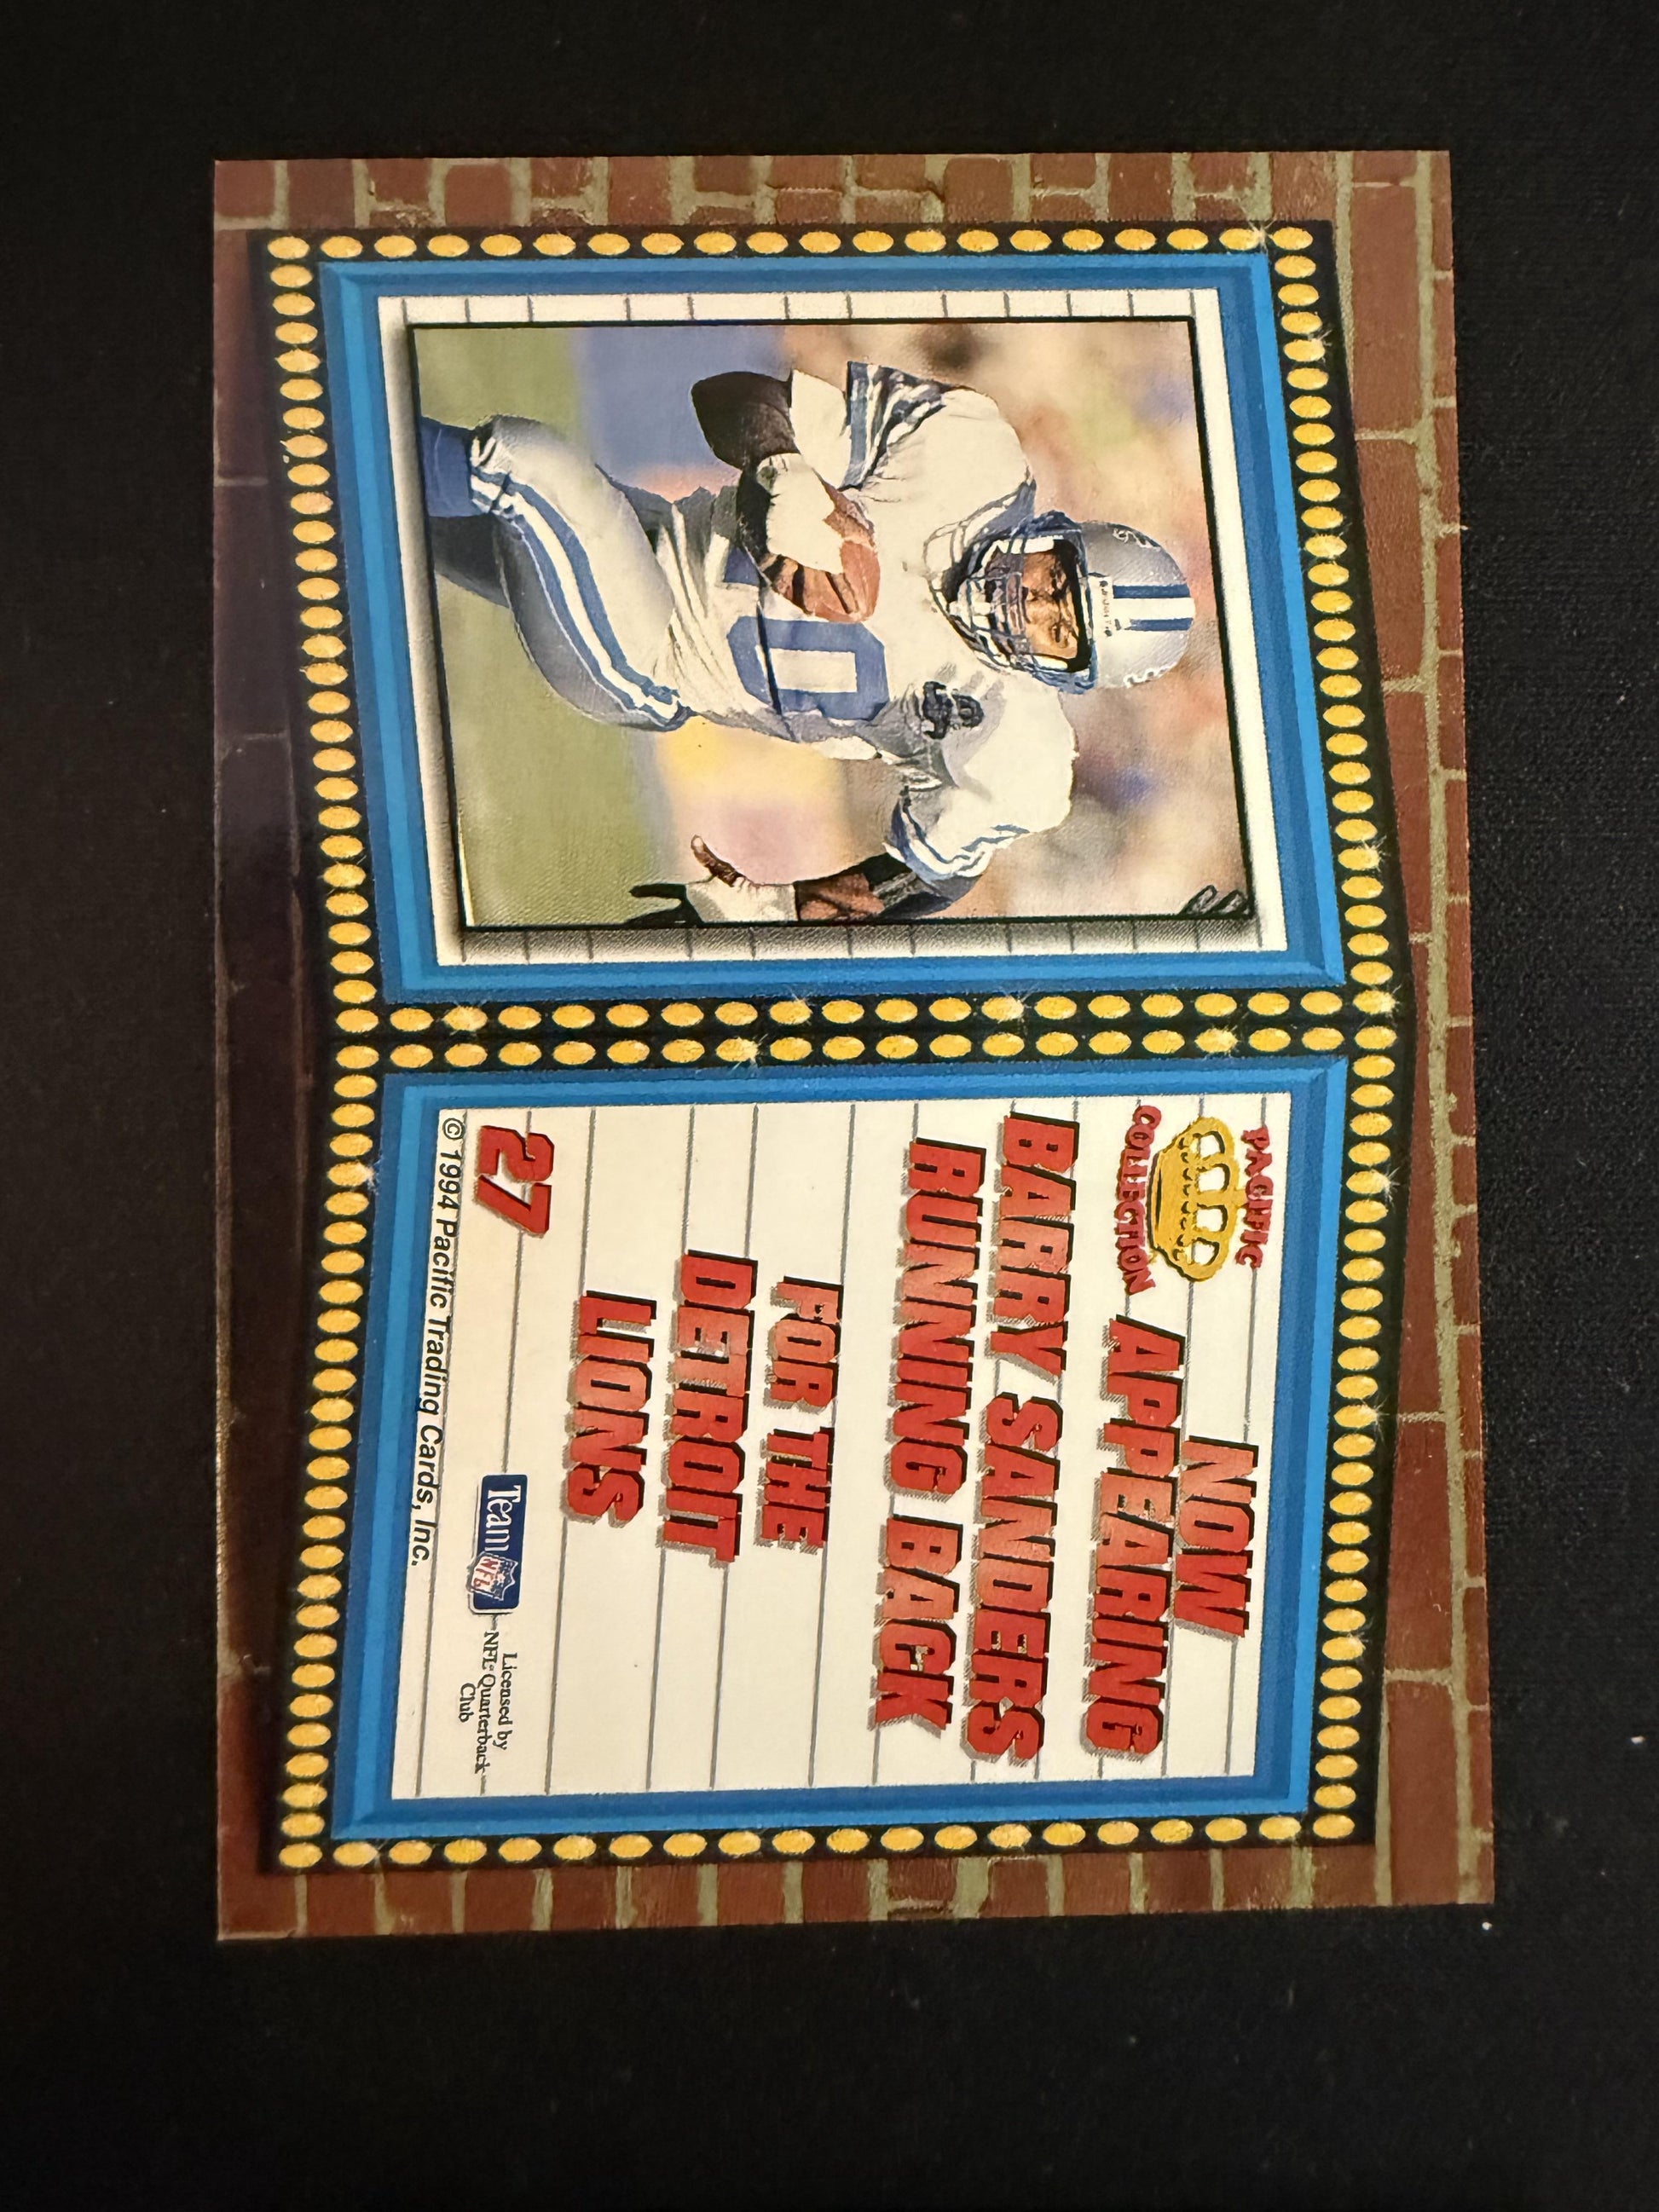 PACIFIC
COLLECTION
NOW
APPEARING
BARRY SANDERS
RUNNING BACK
FOR THE
DETROIT
LIONS
27
Team NFL
Licensed by
NFL Quarterback
Club
© 1994 Pacific Trading Cards, Inc.
0